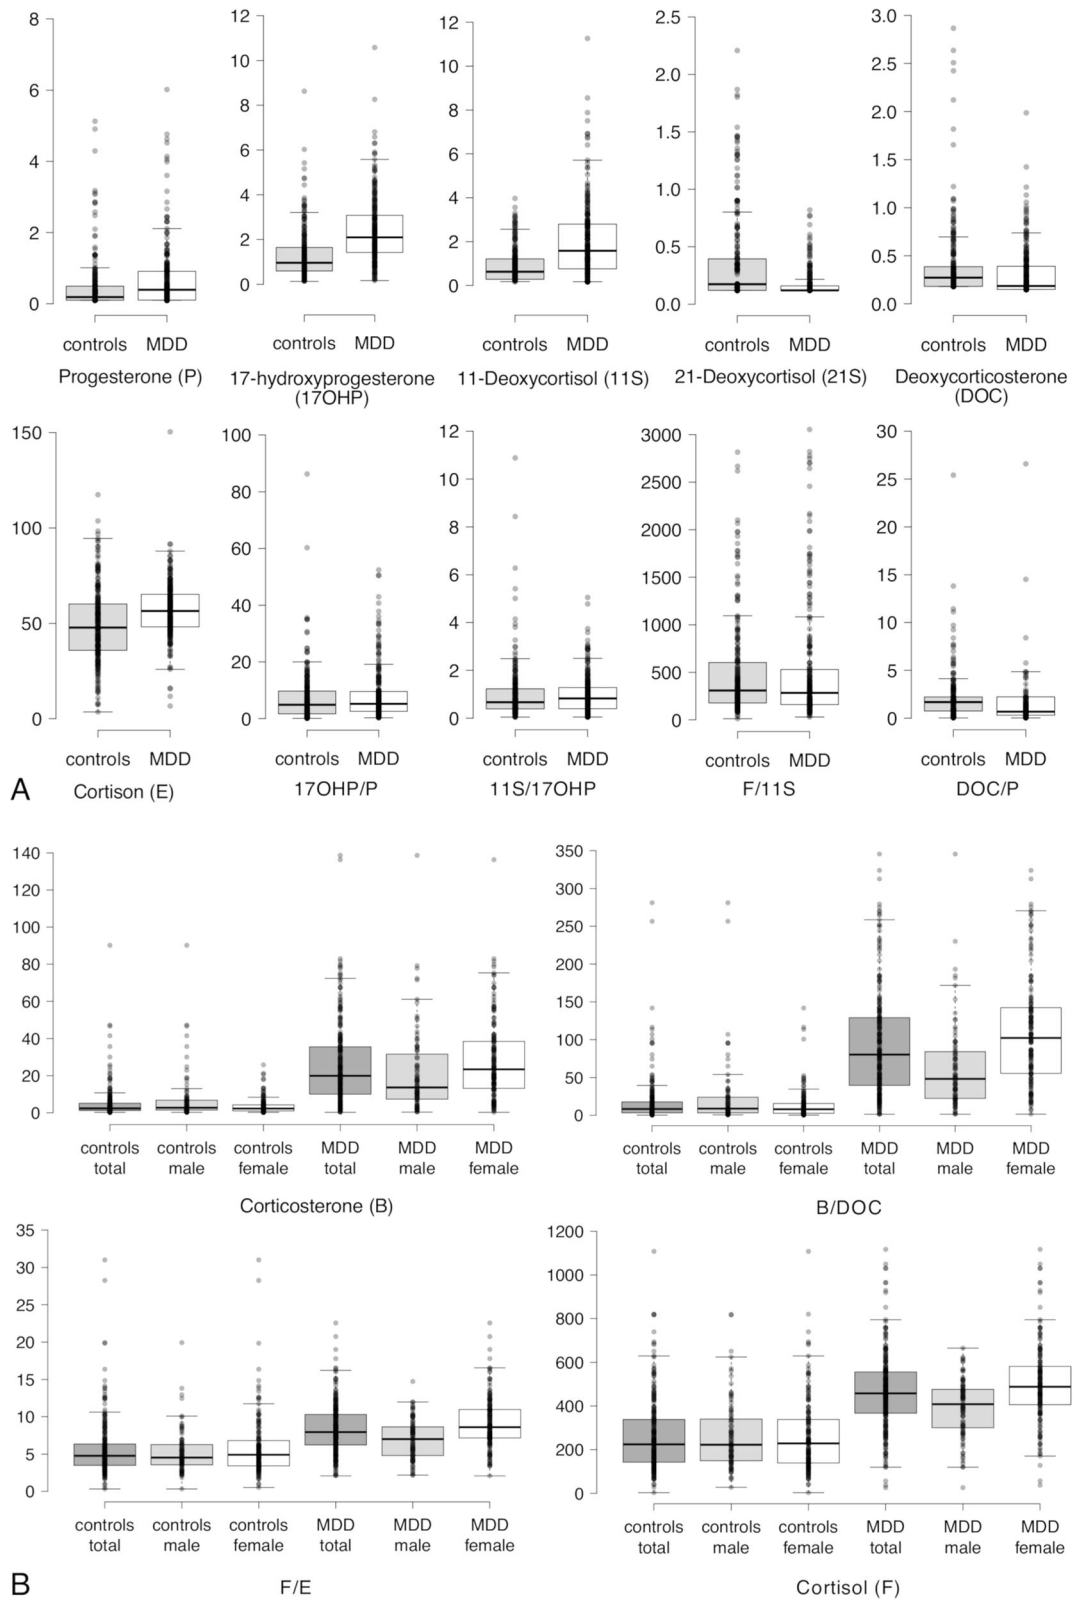 8
6
4
2
0
controls MDD
Progesterone (P)
12
10
8
6
4
2
0
controls MDD
17-hydroxyprogesterone
(17OHP)
12
10
8
6
4
2
0
controls MDD
11-Deoxycortisol (11S)
2.5
2.0
1.5
1.0
0.5
0.0
controls MDD
21-Deoxycortisol (21S)
3.0
2.5
2.0
1.5
1.0
0.5
0.0
controls MDD
Deoxycorticosterone
(DOC)
150
100
50
0
controls MDD
Cortison (E)
100
80
60
40
20
0
controls MDD
17OHP/P
12
10
8
6
4
2
0
controls MDD
11S/17OHP
3000
2500
2000
1500
1000
500
0
controls MDD
F/11S
30
25
20
15
10
5
0
controls MDD
DOC/P
A
140
120
100
80
60
40
20
0
controls controls controls MDD MDD MDD
total male female total male female
Corticosterone (B)
350
300
250
200
150
100
50
0
controls controls controls MDD MDD MDD
total male female total male female
B/DOC
35
30
25
20
15
10
5
0
controls controls controls MDD MDD MDD
total male female total male female
F/E
1200
1000
800
600
400
200
0
controls controls controls MDD MDD MDD
total male female total male female
Cortisol (F)
B